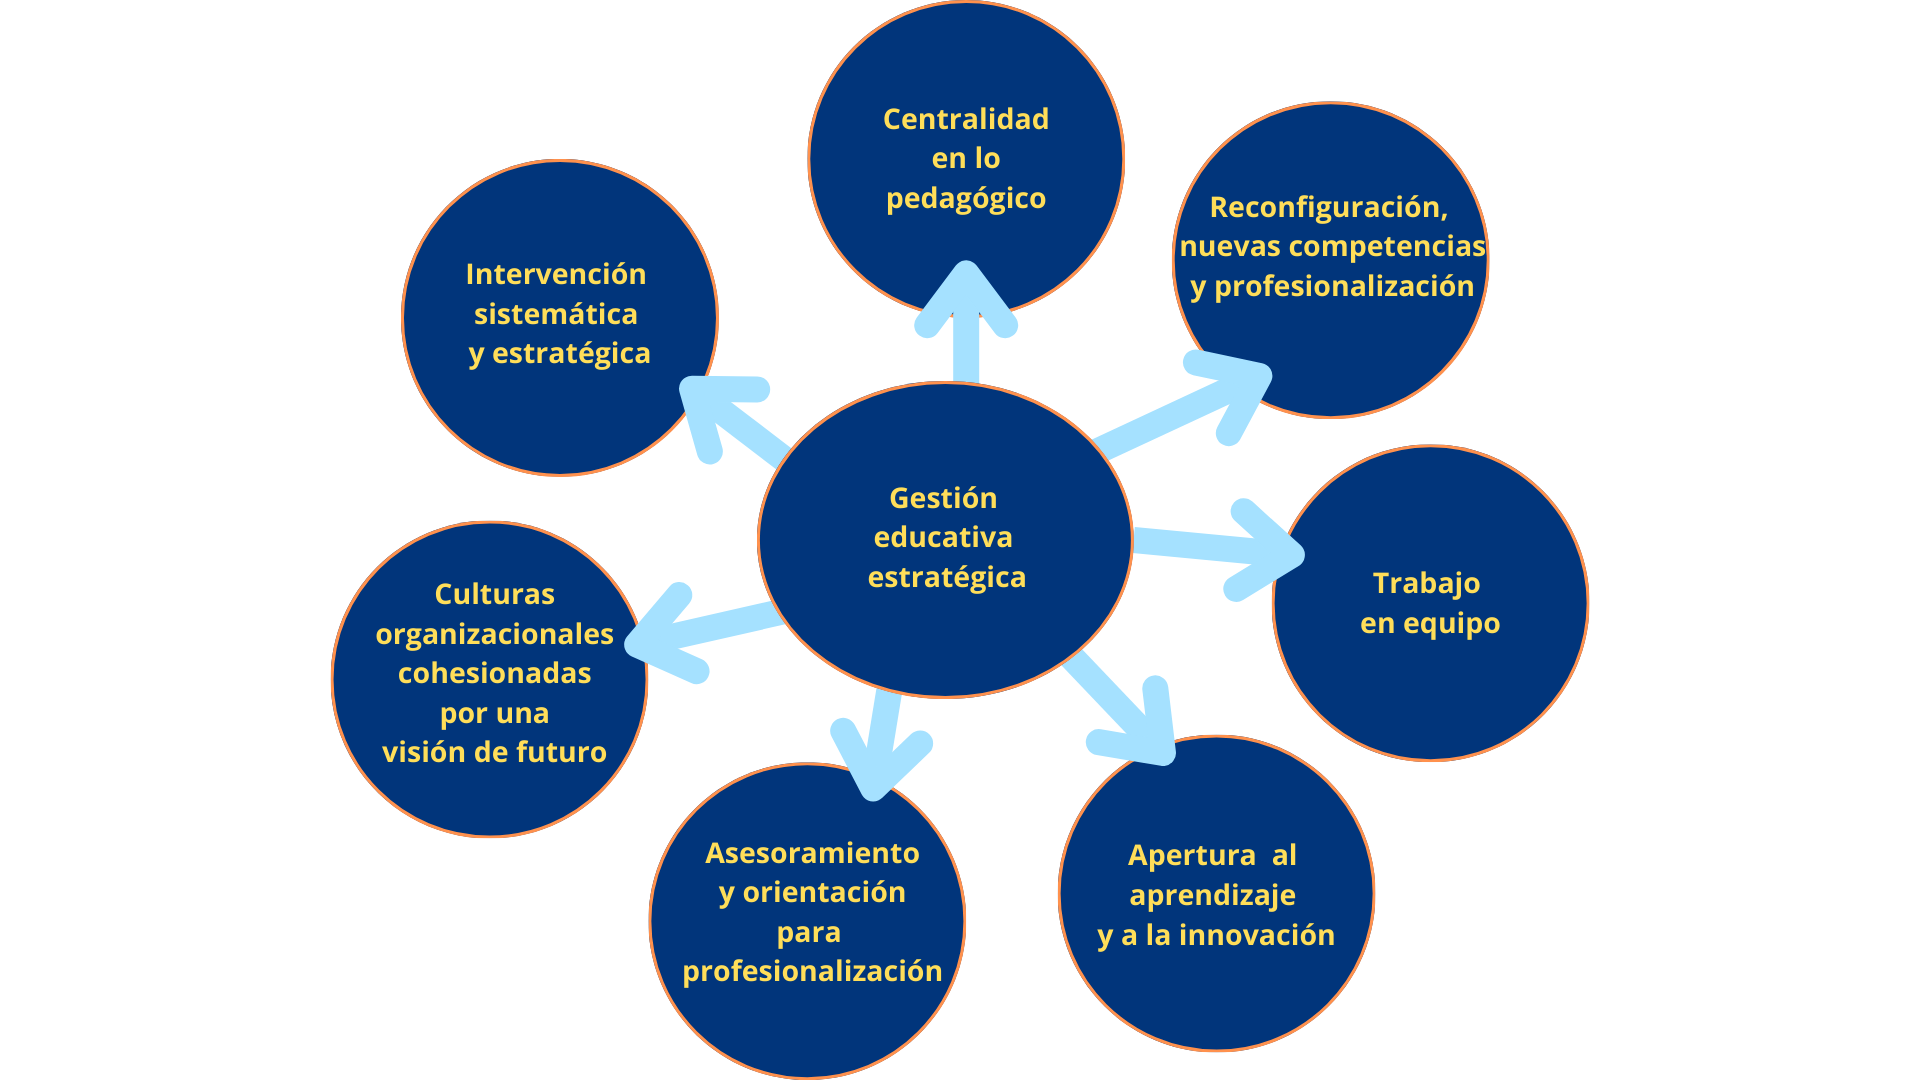 Centralidad
en lo
pedagógico
Reconfiguración,
nuevas competencias
y profesionalización
Intervención
sistemática
y estratégica
Gestión
educativa
estratégica
Trabajo
en equipo
Culturas
organizacionales
cohesionadas
por una
visión de futuro
Asesoramiento
y orientación
para
profesionalización
Apertura  al
aprendizaje
y a la innovación